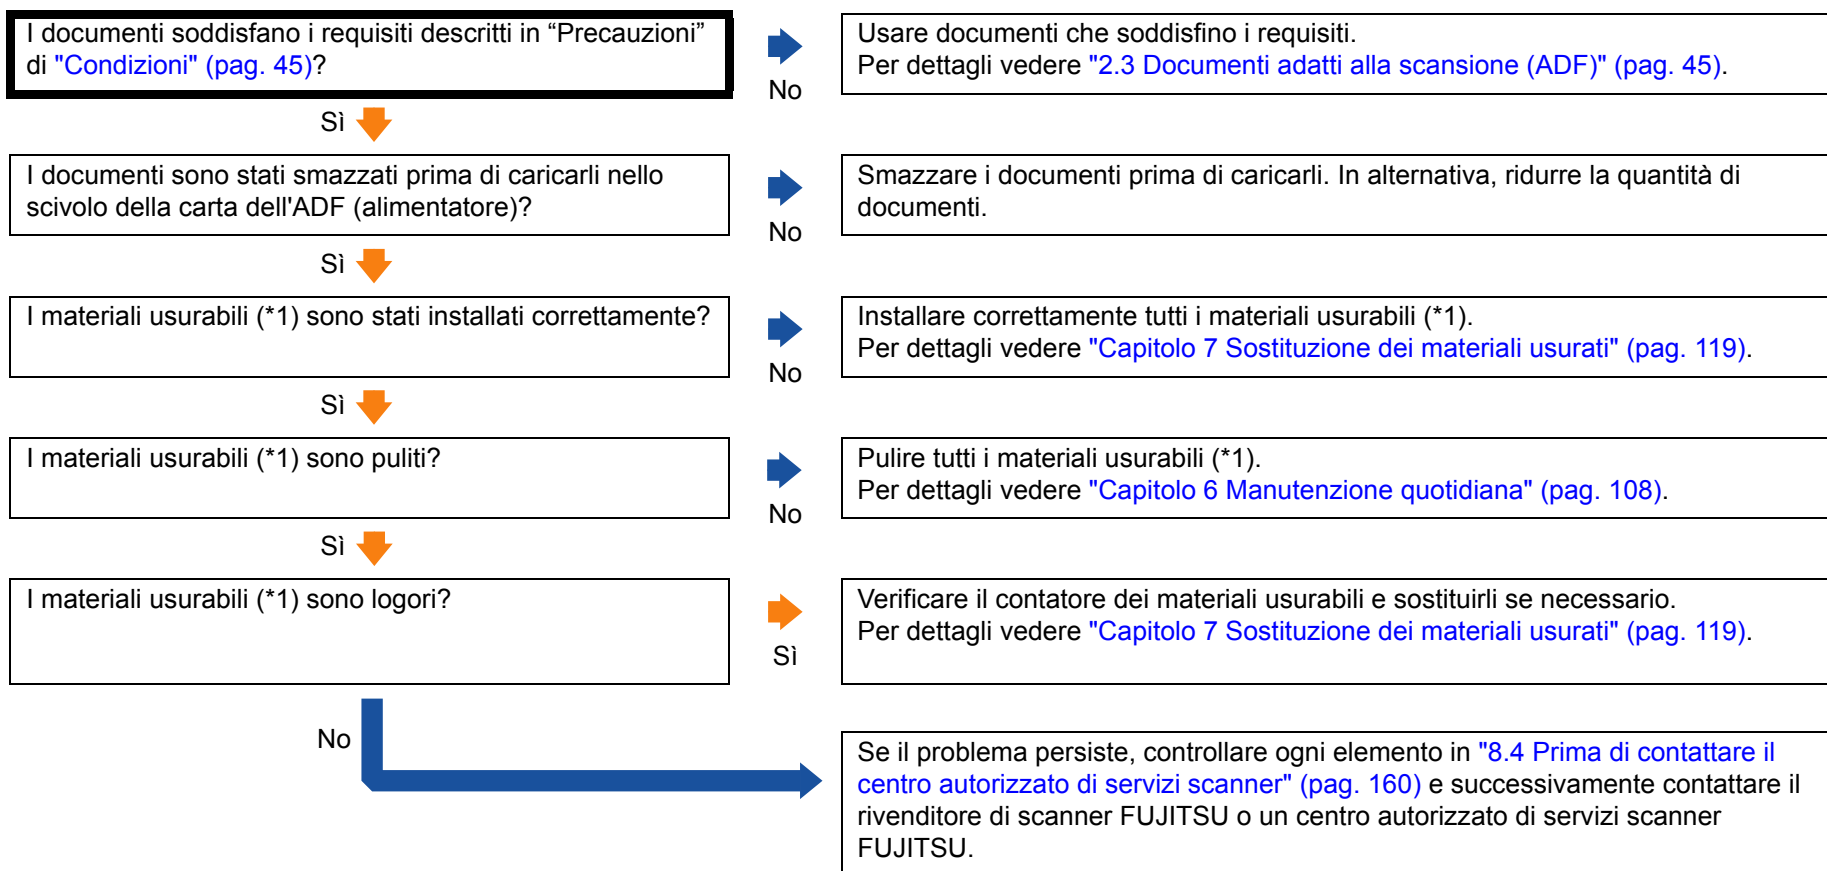 I documenti soddisfano i requisiti descritti in “Precauzioni”
di "Condizioni" (pag. 45)?
No
Usare documenti che soddisfino i requisiti.
Per dettagli vedere "2.3 Documenti adatti alla scansione (ADF)" (pag. 45).
Sì
I documenti sono stati smazzati prima di caricarli nello
scivolo della carta dell'ADF (alimentatore)?
No
Smazzare i documenti prima di caricarli. In alternativa, ridurre la quantità di
documenti.
Sì
I materiali usurabili (*1) sono stati installati correttamente?
No
Installare correttamente tutti i materiali usurabili (*1).
Per dettagli vedere "Capitolo 7 Sostituzione dei materiali usurati" (pag. 119).
Sì
I materiali usurabili (*1) sono puliti?
No
Pulire tutti i materiali usurabili (*1).
Per dettagli vedere "Capitolo 6 Manutenzione quotidiana" (pag. 108).
Sì
I materiali usurabili (*1) sono logori?
Sì
Verificare il contatore dei materiali usurabili e sostituirli se necessario.
Per dettagli vedere "Capitolo 7 Sostituzione dei materiali usurati" (pag. 119).
No
Se il problema persiste, controllare ogni elemento in "8.4 Prima di contattare il
centro autorizzato di servizi scanner" (pag. 160) e successivamente contattare il
rivenditore di scanner FUJITSU o un centro autorizzato di servizi scanner
FUJITSU.